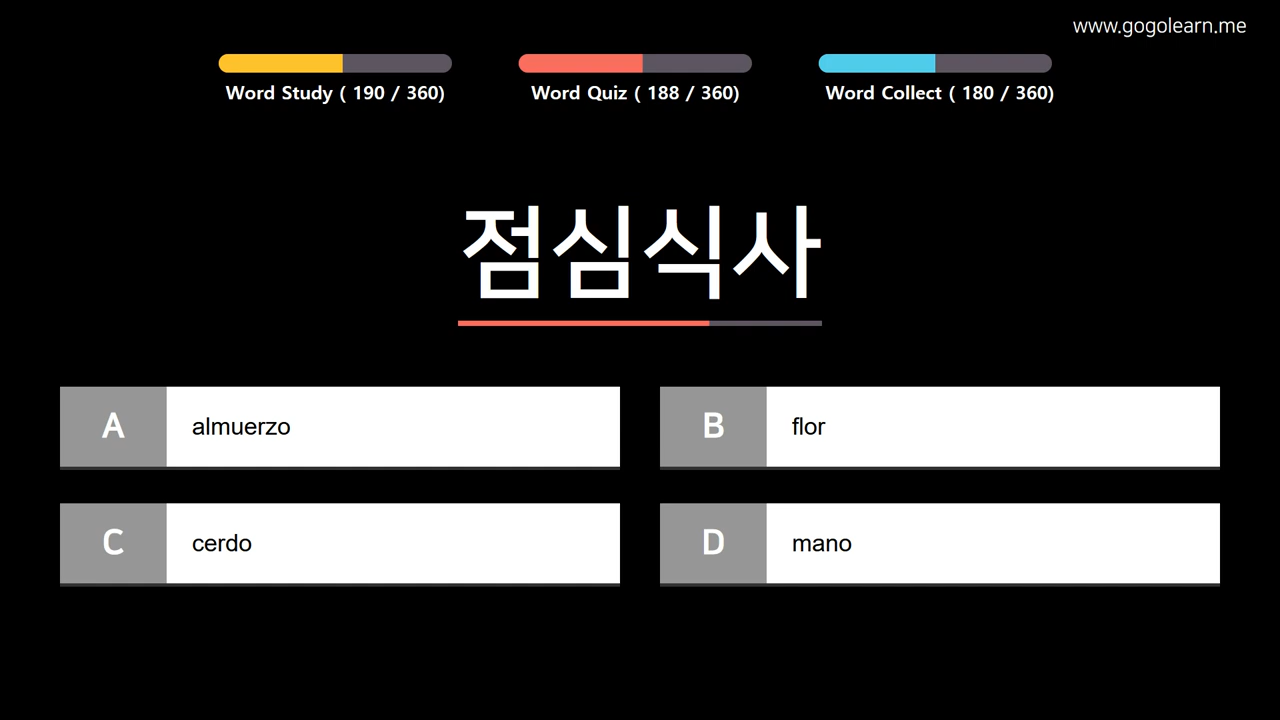 www.gogolearn.me
Word Study ( 190 / 360)
Word Quiz ( 188 / 360)
Word Collect ( 180 / 360)
점심식사
A almuerzo
B flor
C cerdo
D mano